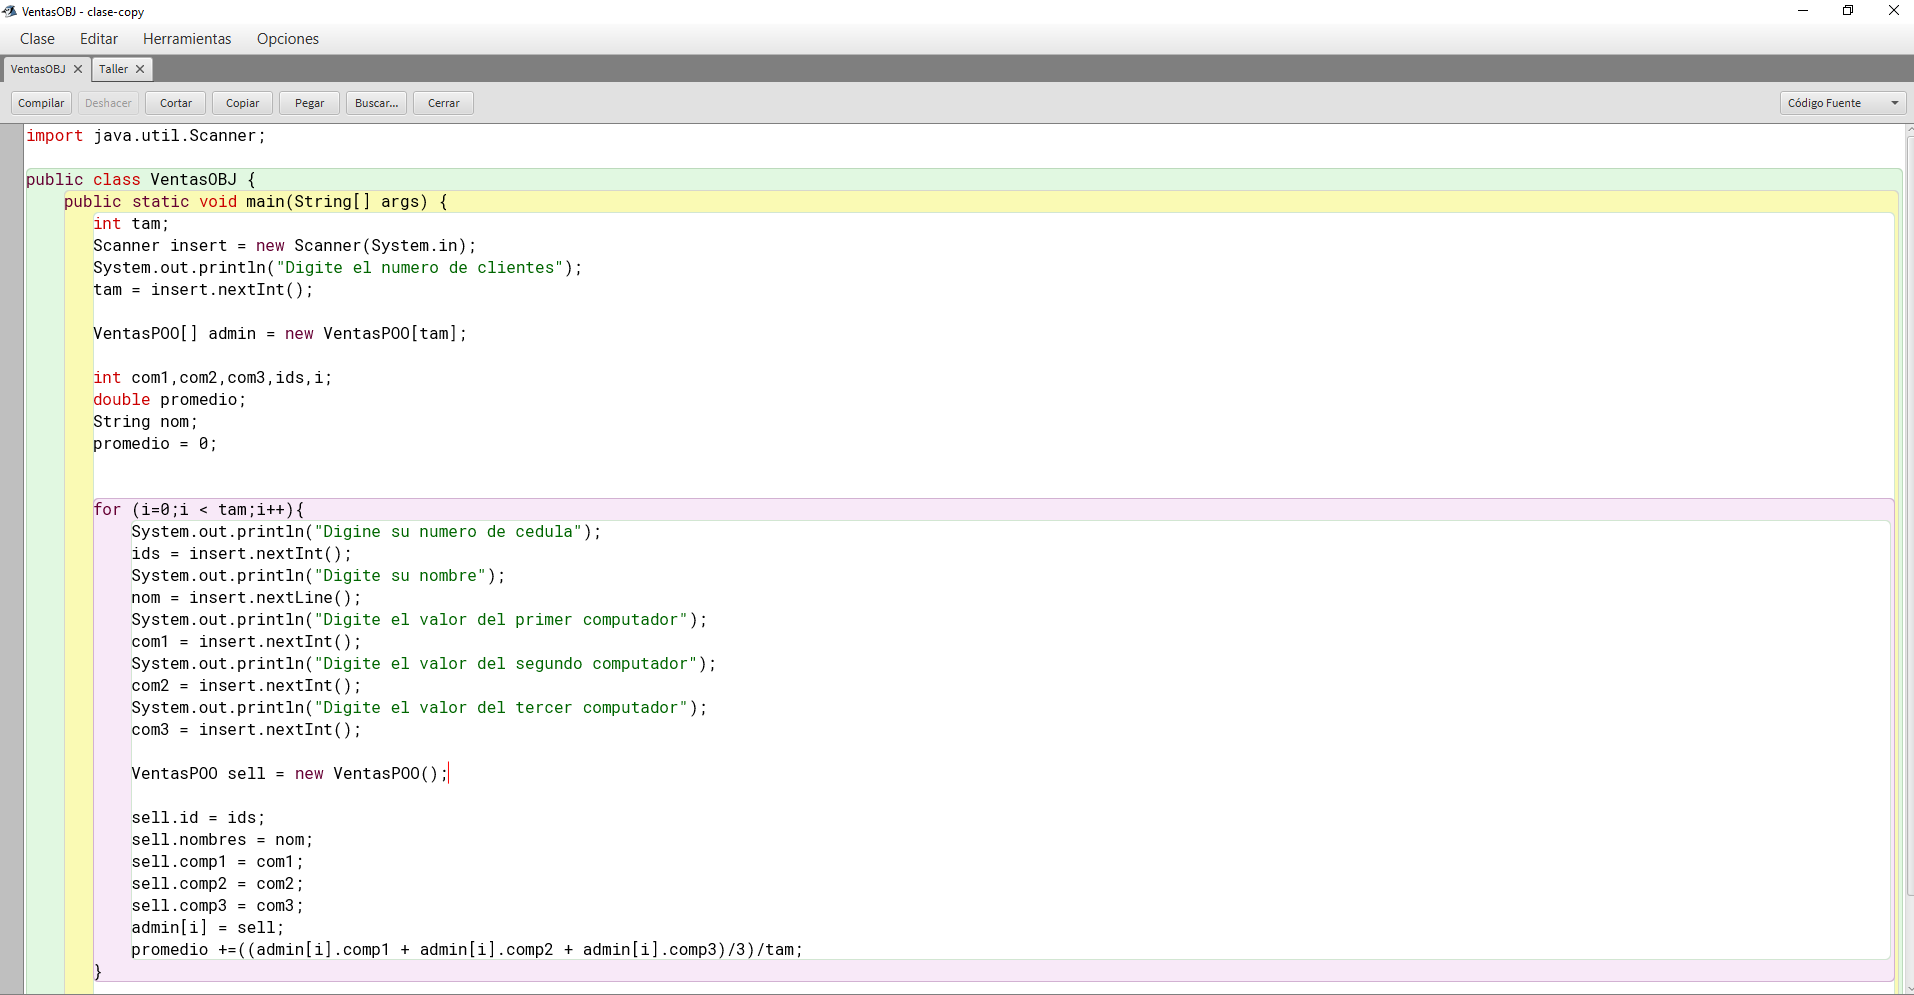 VentasOBJ - clase-copy
Clase Editar Herramientas Opciones
VentasOBJ Taller
Compilar Deshacer Cortar Copiar Pegar Buscar... Cerrar Código Fuente
import java.util.Scanner;
public class VentasOBJ {
public static void main(String[] args) {
int tam;
Scanner insert = new Scanner(System.in);
System.out.println("Digite el numero de clientes");
tam = insert.nextInt();
VentasPOO[] admin = new VentasPOO[tam];
int com1,com2,com3,ids,i;
double promedio;
String nom;
promedio = 0;
for (i=0;i < tam;i++){
System.out.println("Digine su numero de cedula");
ids = insert.nextInt();
System.out.println("Digite su nombre");
nom = insert.nextLine();
System.out.println("Digite el valor del primer computador");
com1 = insert.nextInt();
System.out.println("Digite el valor del segundo computador");
com2 = insert.nextInt();
System.out.println("Digite el valor del tercer computador");
com3 = insert.nextInt();
VentasPOO sell = new VentasPOO();
sell.id = ids;
sell.nombres = nom;
sell.comp1 = com1;
sell.comp2 = com2;
sell.comp3 = com3;
admin[i] = sell;
promedio +=((admin[i].comp1 + admin[i].comp2 + admin[i].comp3)/3)/tam;
}